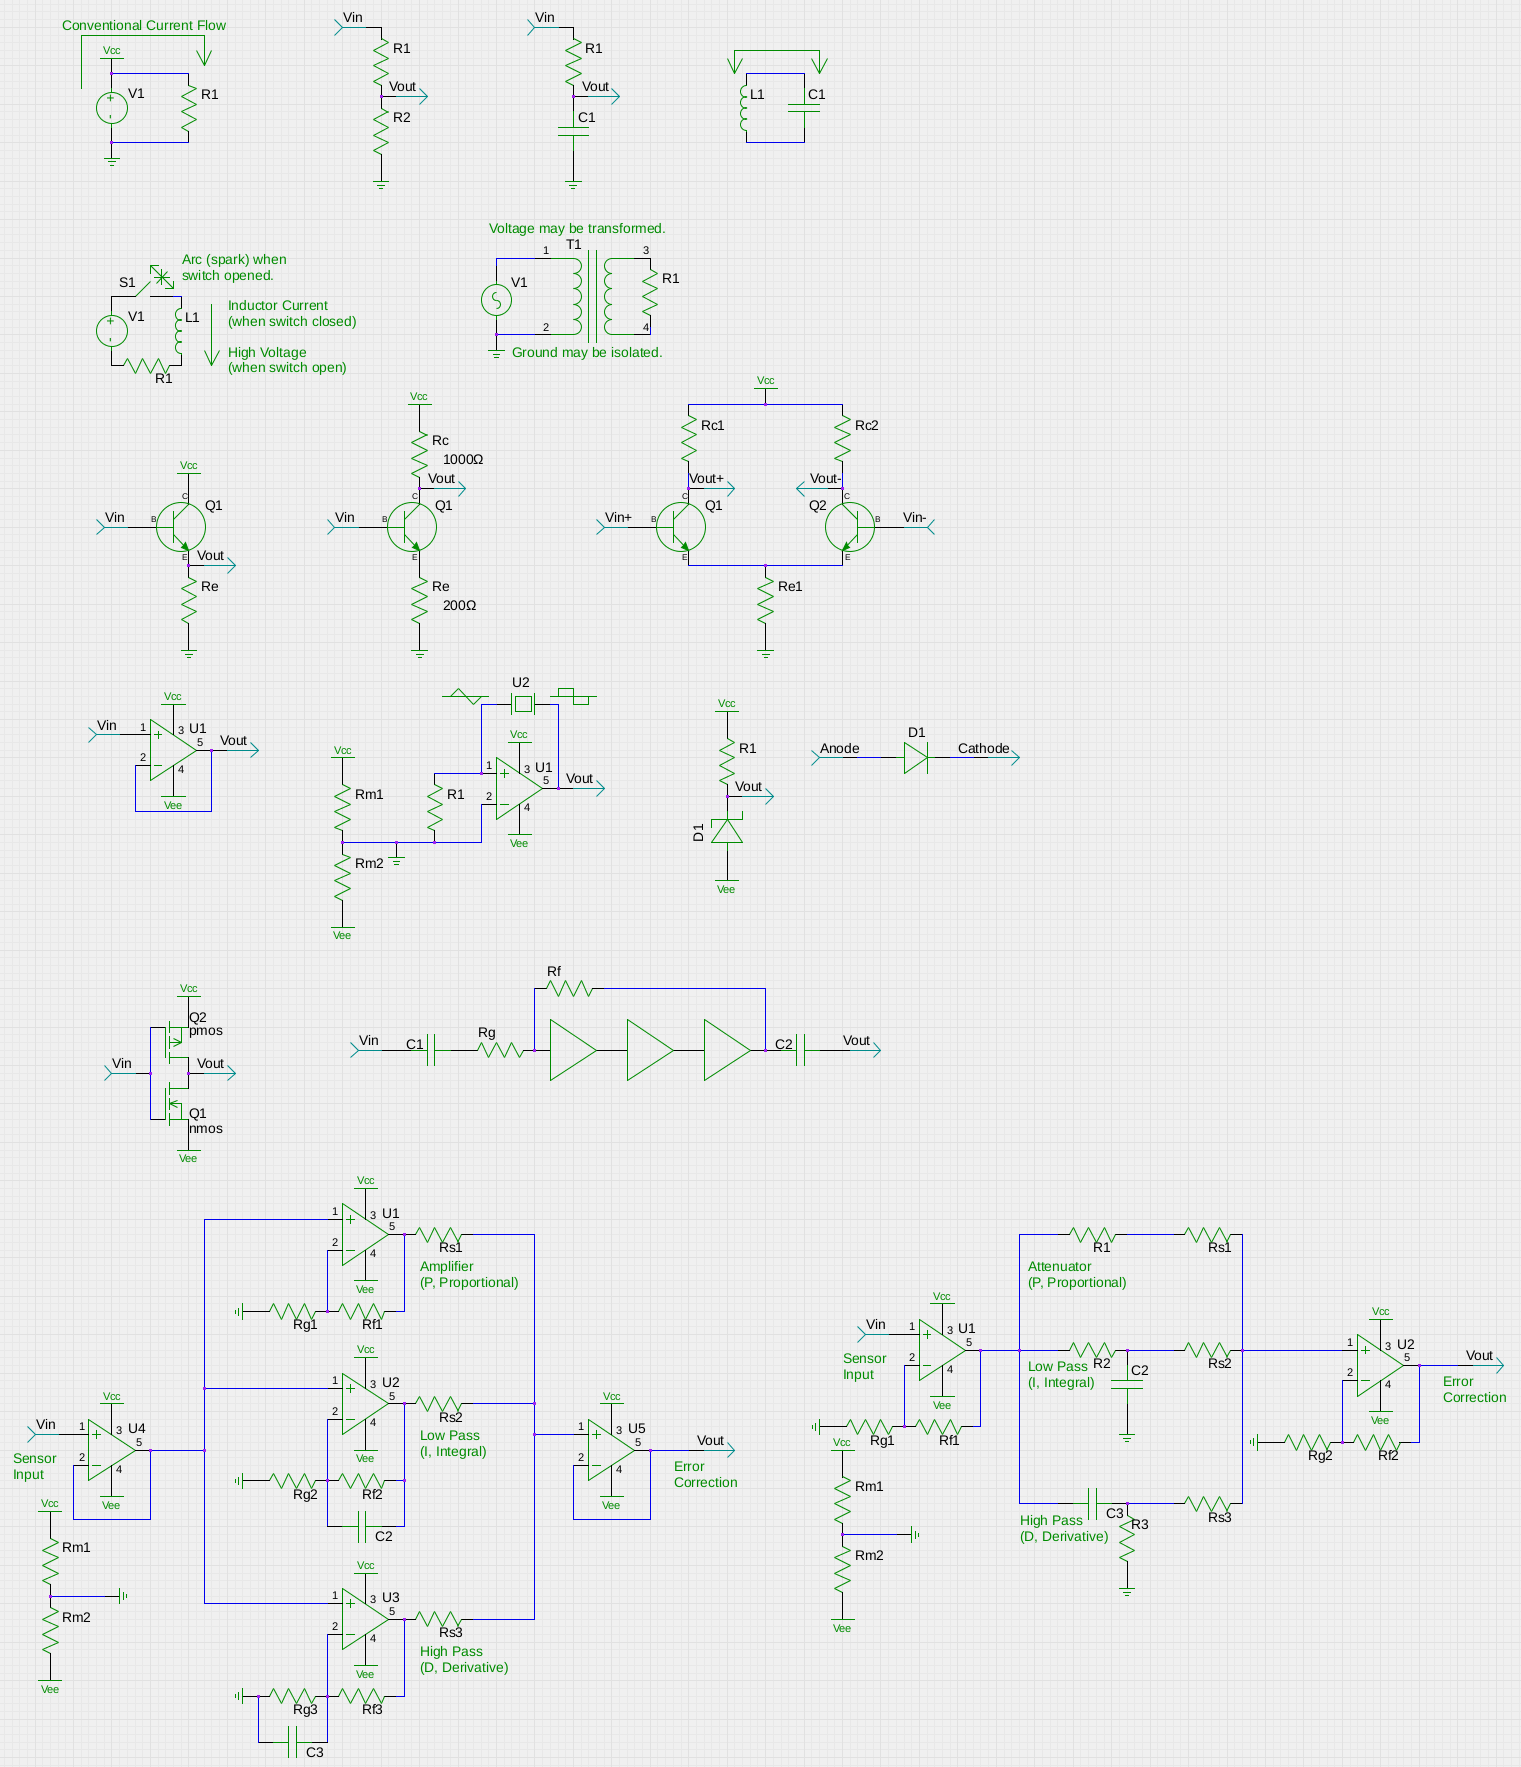 Conventional Current Flow
Vcc
V1
+
-
R1
Vin
R1
Vout
R2
Vin
R1
Vout
C1
L1
C1
Arc (spark) when
switch opened.
S1
V1
+
-
L1
R1
Inductor Current
(when switch closed)
High Voltage
(when switch open)
Voltage may be transformed.
T1
1
3
V1
R1
2
4
Ground may be isolated.
Vcc
C
Q1
Vin
B
E
Vout
Re
Vcc
Rc
1000Ω
Vout
C
Q1
Vin
B
E
Re
200Ω
Vcc
Rc1
Rc2
Vout+
Vout-
C
C
Q1
Q2
Vin+
B
B
Vin-
E
E
Re1
Vcc
Vin
1
3
U1
5
Vout
2
4
Vee
U2
Vcc
Vcc
1
3
U1
5
Vout
Rm1
R1
2
4
Vee
Rm2
Vee
Vcc
R1
Vout
D1
Vee
Anode
D1
Cathode
Vcc
Q2
pmos
Vin
Vout
Q1
nmos
Vee
Rf
Vin
C1
Rg
C2
Vout
Vcc
1
3
U1
5
2
4
Rs1
Vee
Amplifier
(P, Proportional)
Rg1
Rf1
Vcc
1
3
U2
5
2
4
Rs2
Vee
Low Pass
(I, Integral)
Rg2
Rf2
C2
Vcc
Vin
1
3
U4
5
2
4
Vee
Sensor
Input
Vcc
Rm1
Rm2
Vee
Vcc
1
3
U5
5
2
4
Vee
Vout
Error
Correction
Vcc
1
3
U3
5
2
4
Rs3
Vee
High Pass
(D, Derivative)
Rg3
Rf3
C3
R1
Rs1
Attenuator
(P, Proportional)
Vcc
Vin
1
3
U1
5
2
4
Vee
Sensor
Input
Rg1
Rf1
R2
C2
Rs2
Low Pass
(I, Integral)
Vcc
1
3
U2
5
2
4
Vee
Vout
Error
Correction
Rg2
Rf2
Vcc
Rm1
Rm2
Vee
C3
R3
Rs3
High Pass
(D, Derivative)